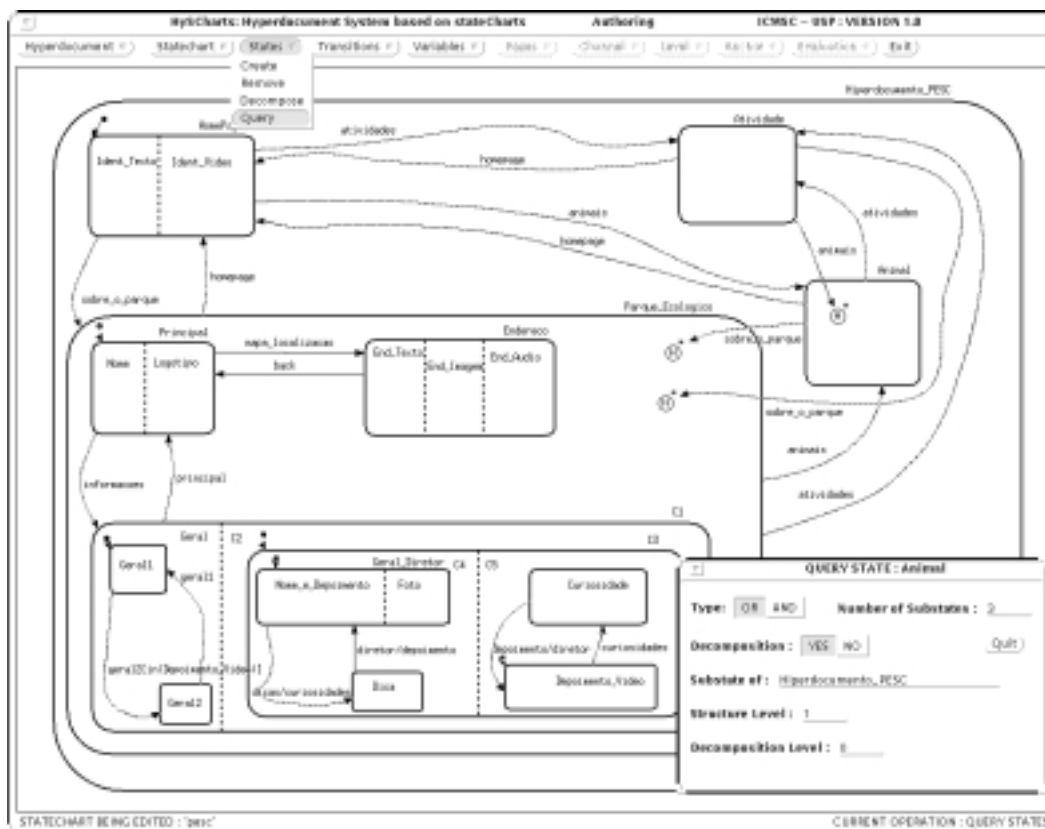 HySCharts: Hyperdocument System based on stateCharts Authoring ICMSC - USP : VERSION 1.0
Hyperdocument Statechart States Transitions Variables Pages Channel Level Anchor Evaluation Exit
Create
Remove
Decompose
Query
Hiperdocumento_PESC
atividades
Atividade
Ident_Texto
Ident_Video
homepage
animais
atividades
homepage
animais
Animal
homepage
sobre_o_parque
Parque_Ecologico
H
Principal
Endereco
mapa_localizacao
sobre_o_parque
Nome
Logotipo
End_Texto
End_Imagem
End_Audio
H
back
H
sobre_o_parque
animais
informacoes
principal
atividades
C1
Geral
C2
C3
Geral1
geral1
Geral_Diretor
C4
C5
Nome_e_Depoimento
Foto
Curiosidade
diretor/depoimento
depoimento/diretor
curiosidades
dicas/curiosidades
Dica
Depoimento_Video
Geral2
QUERY STATE : Animal
Type: OR AND Number of Substates : 2
Decomposition : YES NO Quit
Substate of : Hiperdocumento_PESC
Structure Level : 1
Decomposition Level : 0
STATECHART BEING EDITED : 'pesc' CURRENT OPERATION : QUERY STATES